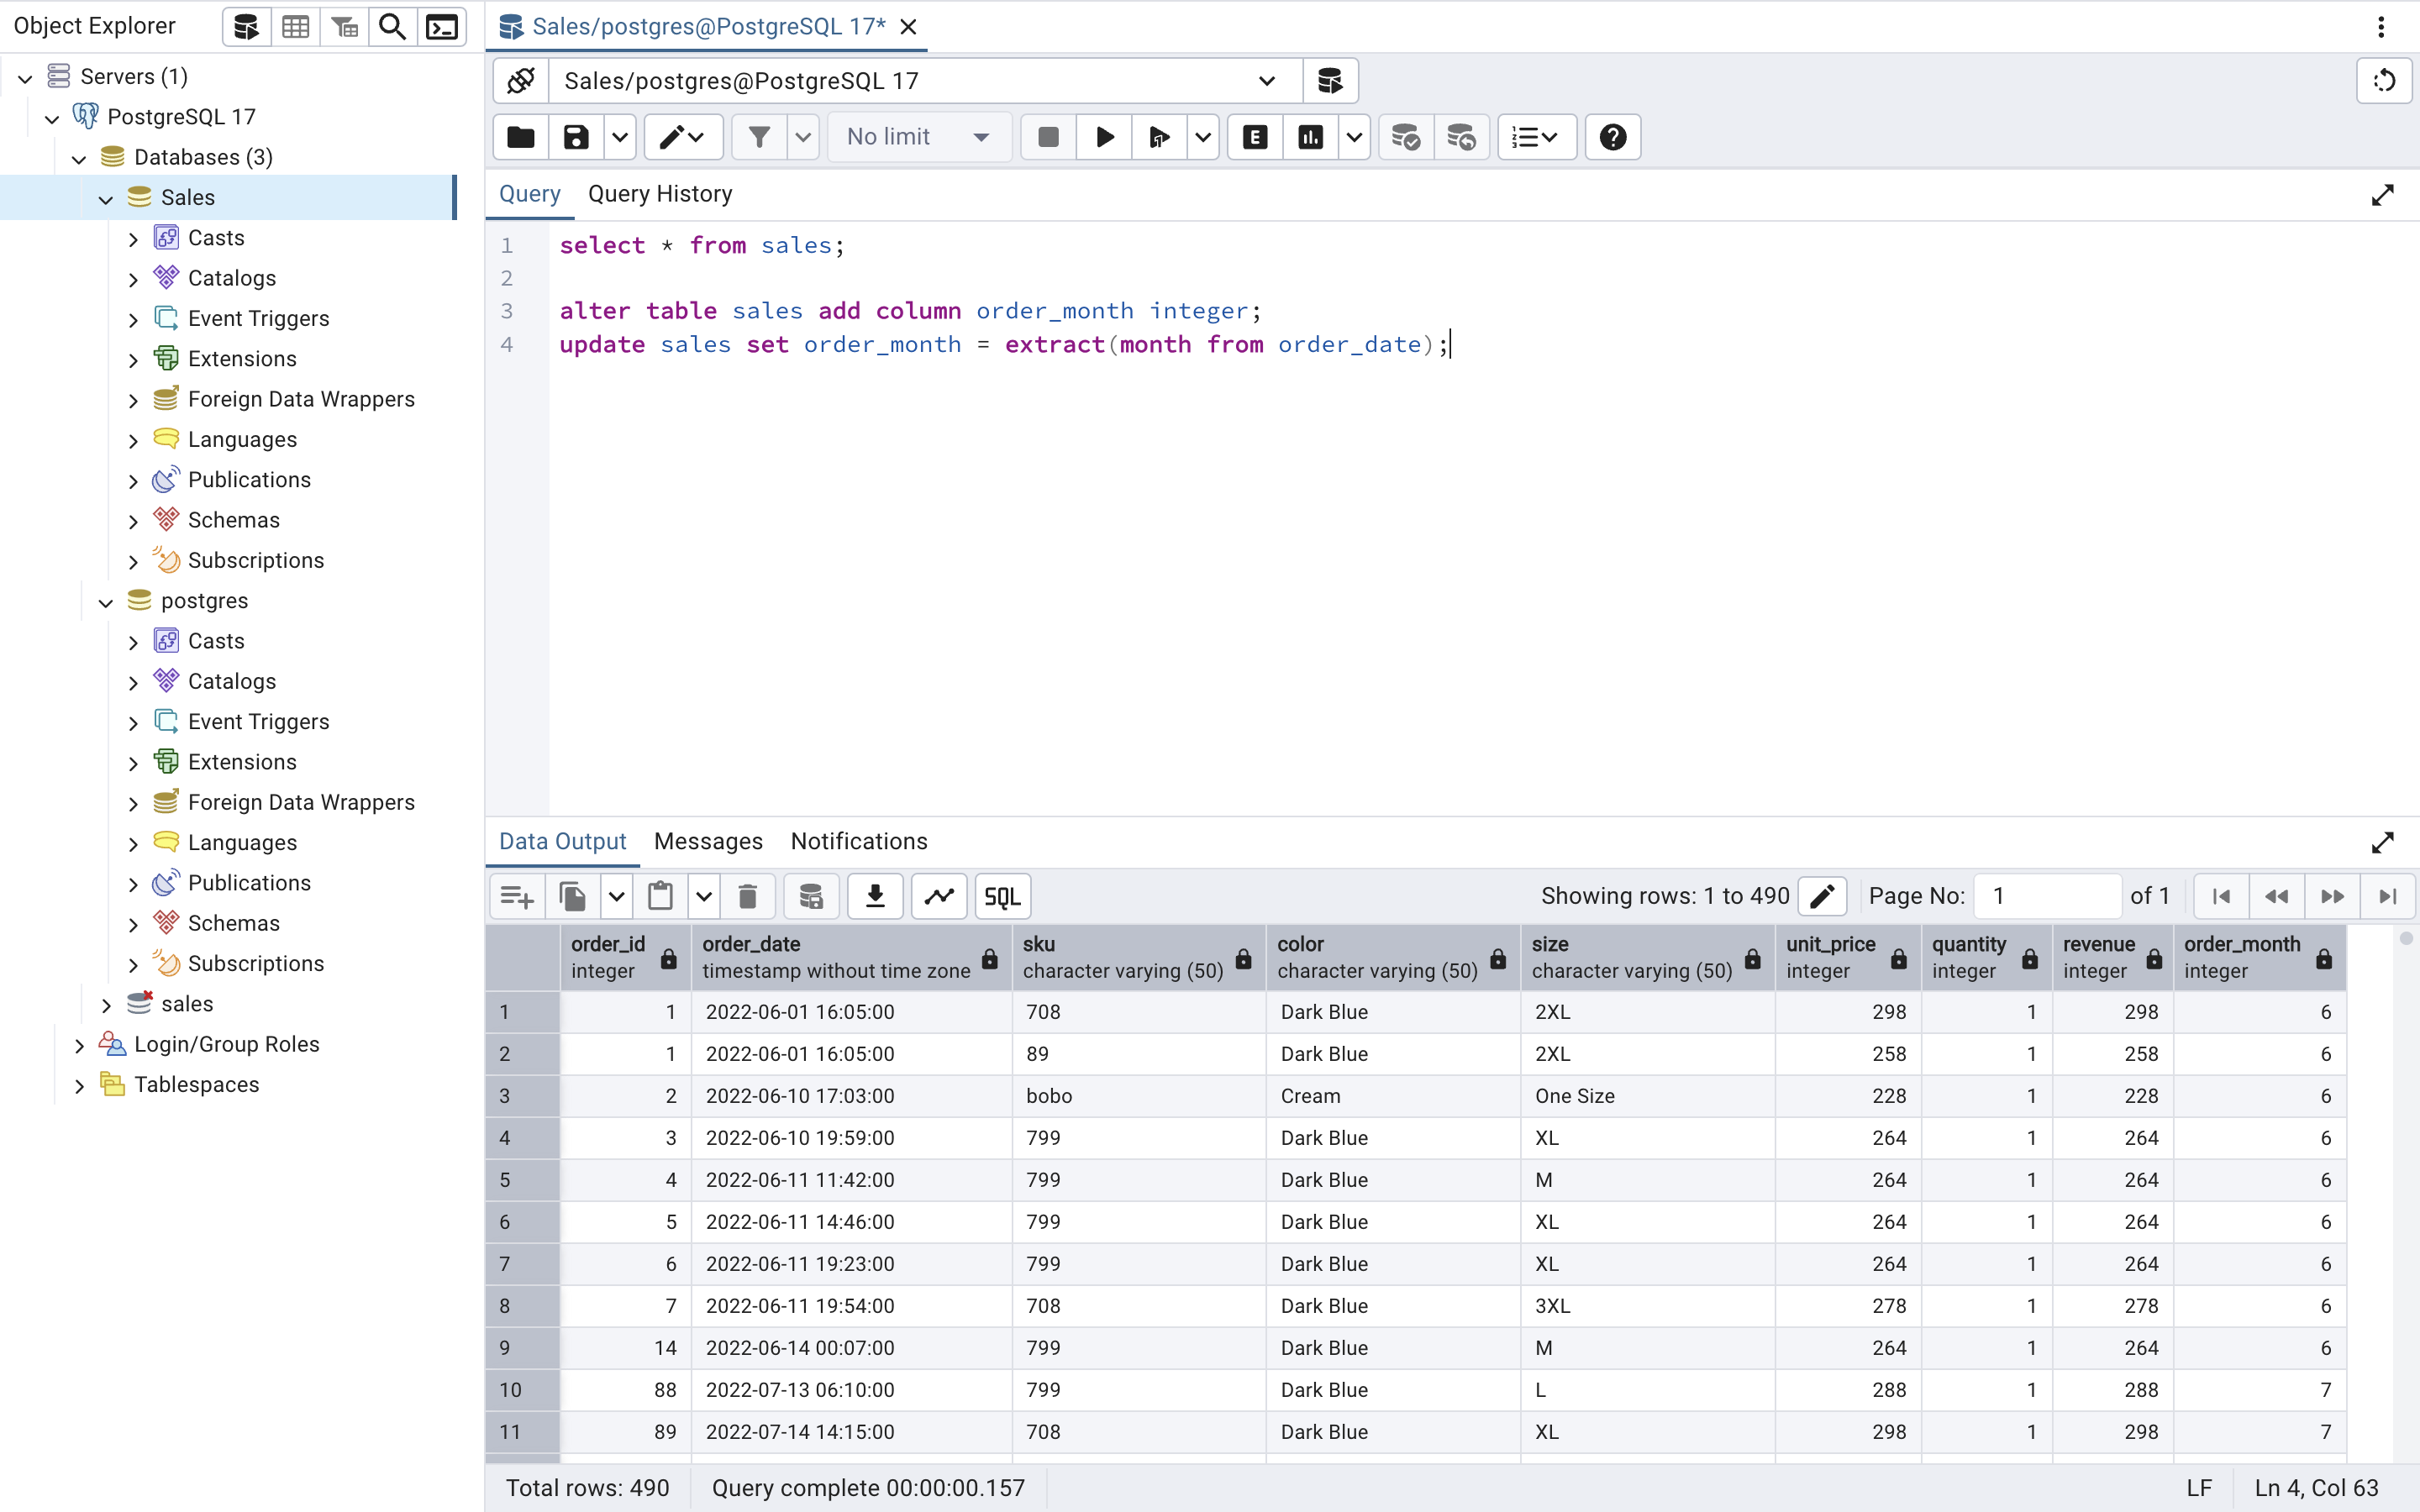 Object Explorer
Servers (1)
PostgreSQL 17
Databases (3)
Sales
Casts
Catalogs
Event Triggers
Extensions
Foreign Data Wrappers
Languages
Publications
Schemas
Subscriptions
postgres
Casts
Catalogs
Event Triggers
Extensions
Foreign Data Wrappers
Languages
Publications
Schemas
Subscriptions
sales
Login/Group Roles
Tablespaces
Sales/postgres@PostgreSQL 17*
Sales/postgres@PostgreSQL 17
No limit
E
Query Query History
1 select * from sales;
2
3 alter table sales add column order_month integer;
4 update sales set order_month = extract(month from order_date);
Data Output Messages Notifications
SQL Showing rows: 1 to 490 Page No: 1 of 1
order_id order_date sku color size unit_price quantity revenue order_month
integer timestamp without time zone character varying (50) character varying (50) character varying (50) integer integer integer integer
1 1 2022-06-01 16:05:00 708 Dark Blue 2XL 298 1 298 6
2 1 2022-06-01 16:05:00 89 Dark Blue 2XL 258 1 258 6
3 2 2022-06-10 17:03:00 bobo Cream One Size 228 1 228 6
4 3 2022-06-10 19:59:00 799 Dark Blue XL 264 1 264 6
5 4 2022-06-11 11:42:00 799 Dark Blue M 264 1 264 6
6 5 2022-06-11 14:46:00 799 Dark Blue XL 264 1 264 6
7 6 2022-06-11 19:23:00 799 Dark Blue XL 264 1 264 6
8 7 2022-06-11 19:54:00 708 Dark Blue 3XL 278 1 278 6
9 14 2022-06-14 00:07:00 799 Dark Blue M 264 1 264 6
10 88 2022-07-13 06:10:00 799 Dark Blue L 288 1 288 7
11 89 2022-07-14 14:15:00 708 Dark Blue XL 298 1 298 7
Total rows: 490 Query complete 00:00:00.157 LF Ln 4, Col 63